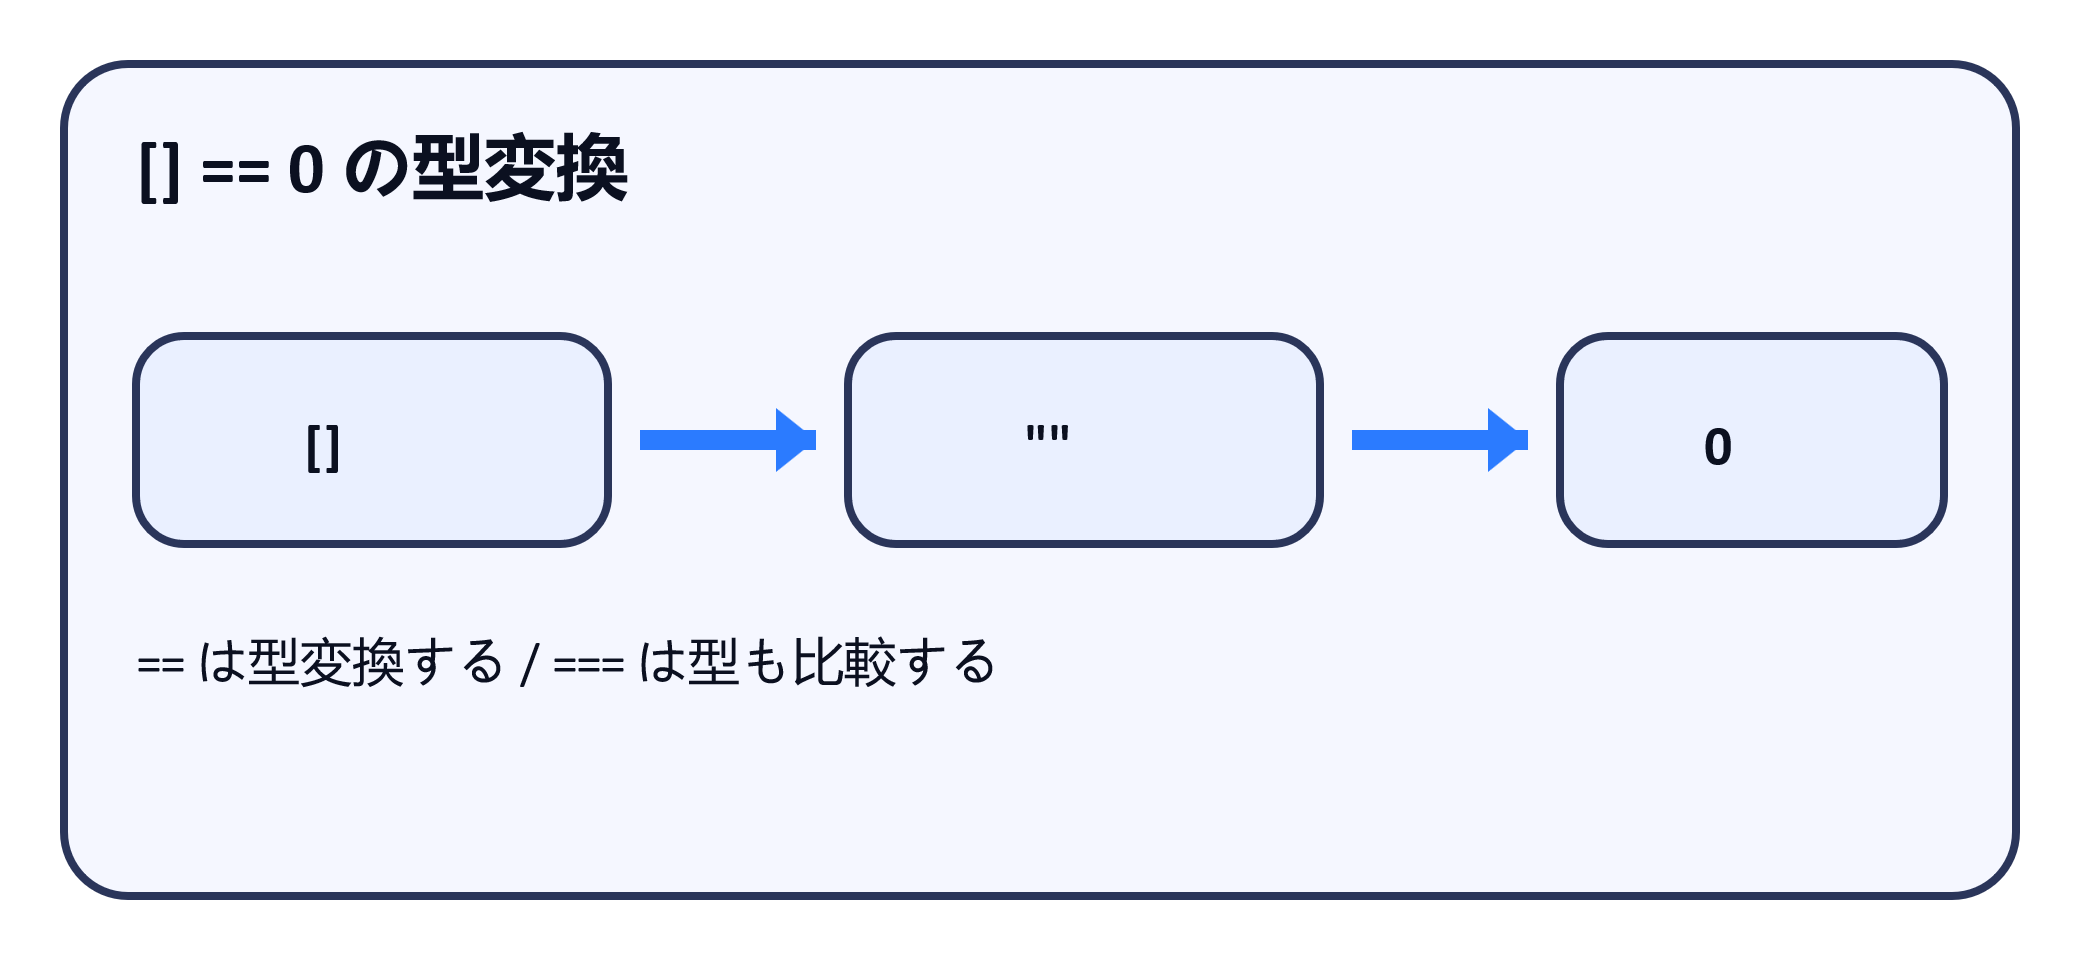 [] == 0 の型変換
[]
""
0
== は型変換する / === は型も比較する